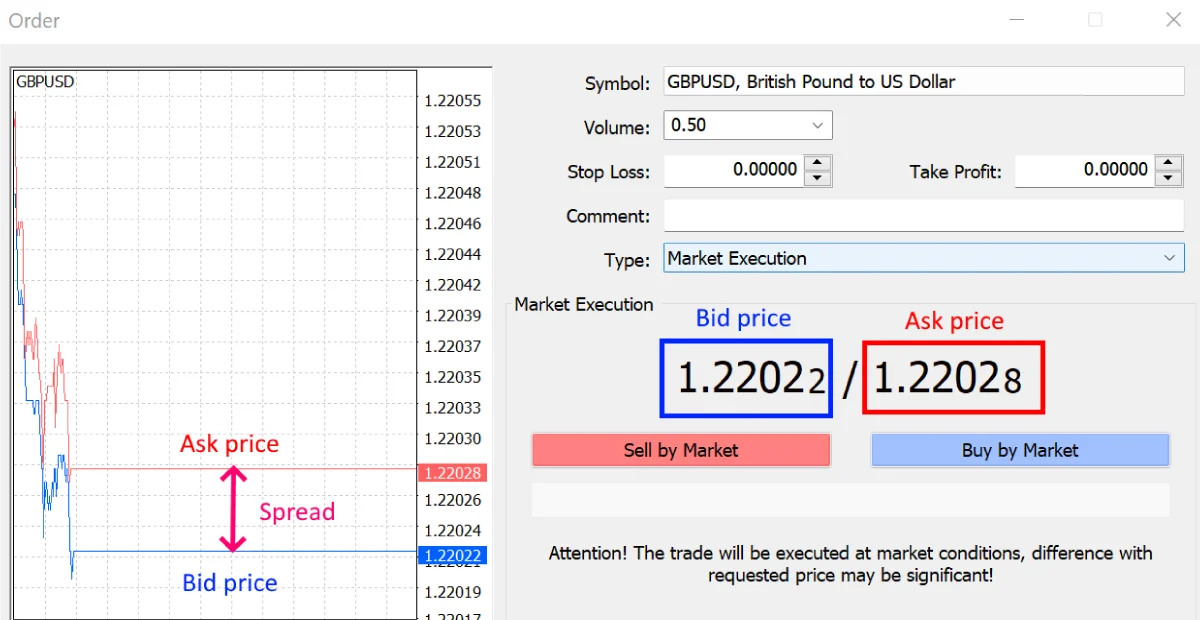 Order
GBPUSD
1.22055
1.22053
1.22051
1.22048
1.22046
1.22044
1.22042
1.22039
1.22037
1.22035
1.22033
1.22030
1.22028
1.22026
1.22024
1.22022
1.22021
1.22019
1.22017
Ask price
Spread
Bid price
Symbol: GBPUSD, British Pound to US Dollar
Volume: 0.50
Stop Loss: 0.00000 Take Profit: 0.00000
Comment:
Type: Market Execution
Market Execution
Bid price Ask price
1.22022 / 1.22028
Sell by Market Buy by Market
Attention! The trade will be executed at market conditions, difference with
requested price may be significant!